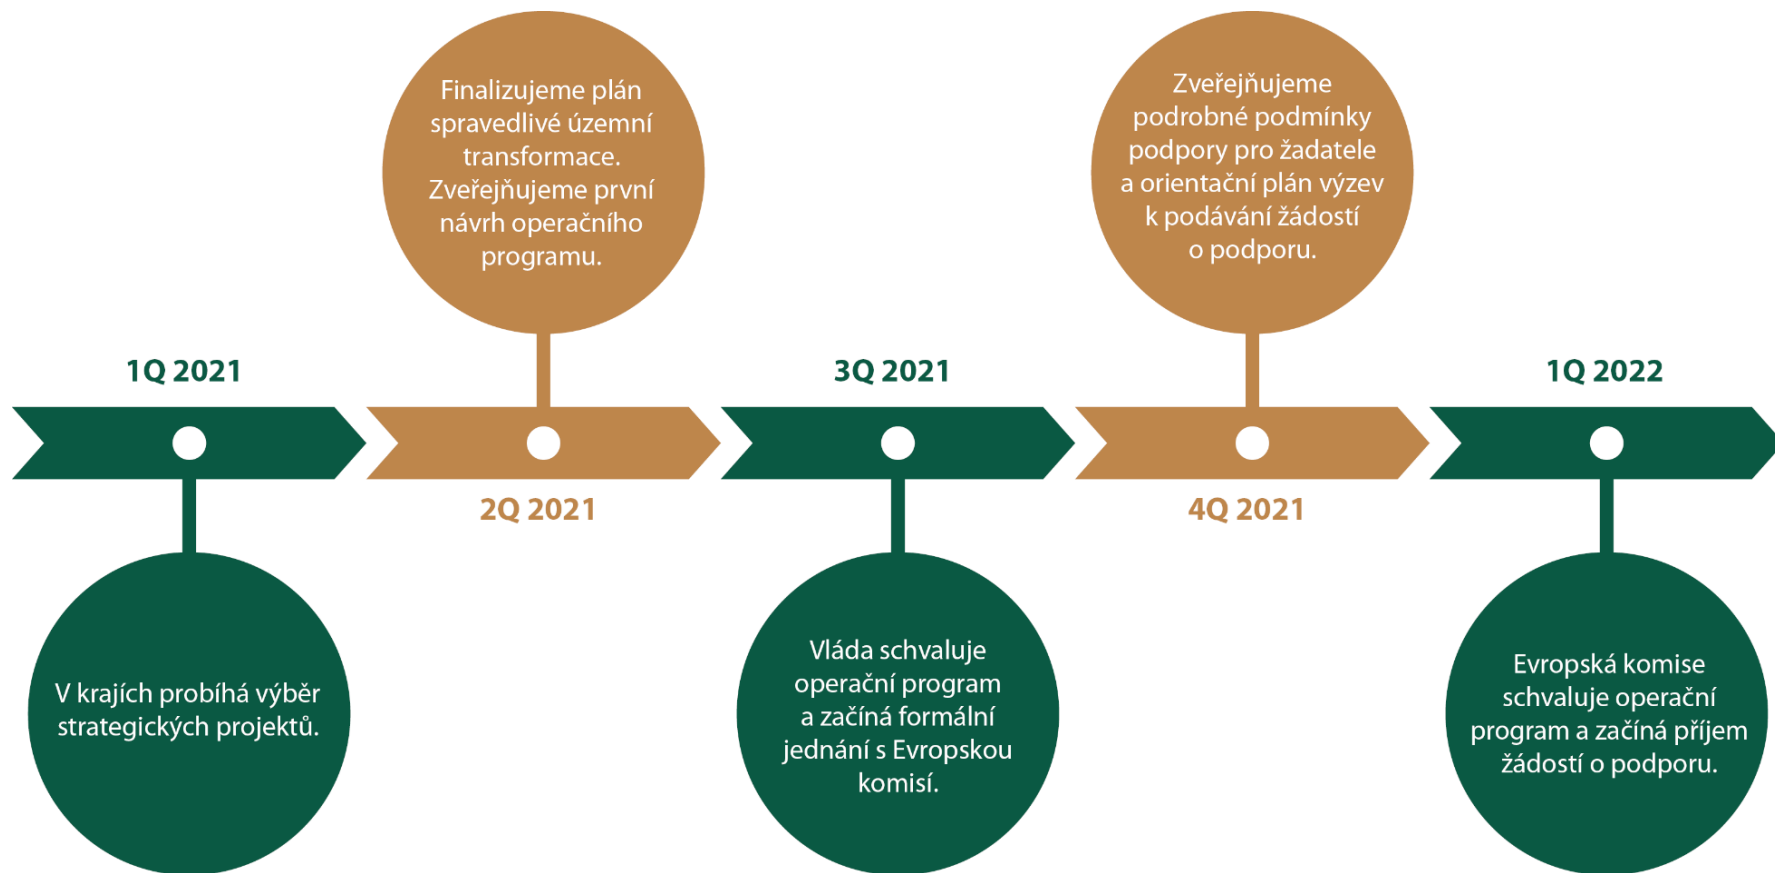 1Q 2021
V krajích probíhá výběr
strategických projektů.
Finalizujeme plán
spravedlivé územní
transformace.
Zveřejňujeme první
návrh operačního
programu.
2Q 2021
3Q 2021
Vláda schvaluje
operační program
a začíná formální
jednání s Evropskou
komisí.
Zveřejňujeme
podrobné podmínky
podpory pro žadatele
a orientační plán výzev
k podávání žádostí
o podporu.
4Q 2021
1Q 2022
Evropská komise
schvaluje operační
program a začíná příjem
žádostí o podporu.